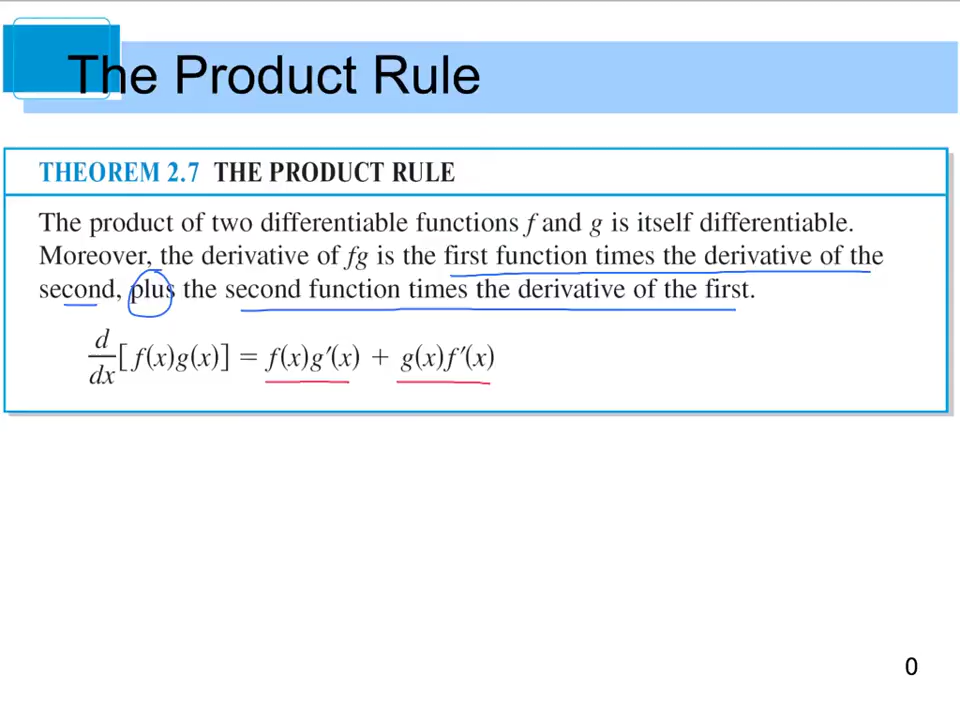 The Product Rule
THEOREM 2.7 THE PRODUCT RULE
The product of two differentiable functions f and g is itself differentiable.
Moreover, the derivative of fg is the first function times the derivative of the
second, plus the second function times the derivative of the first.
d/dx [ f(x)g(x)] = f(x)g′(x) + g(x)f′(x)
0